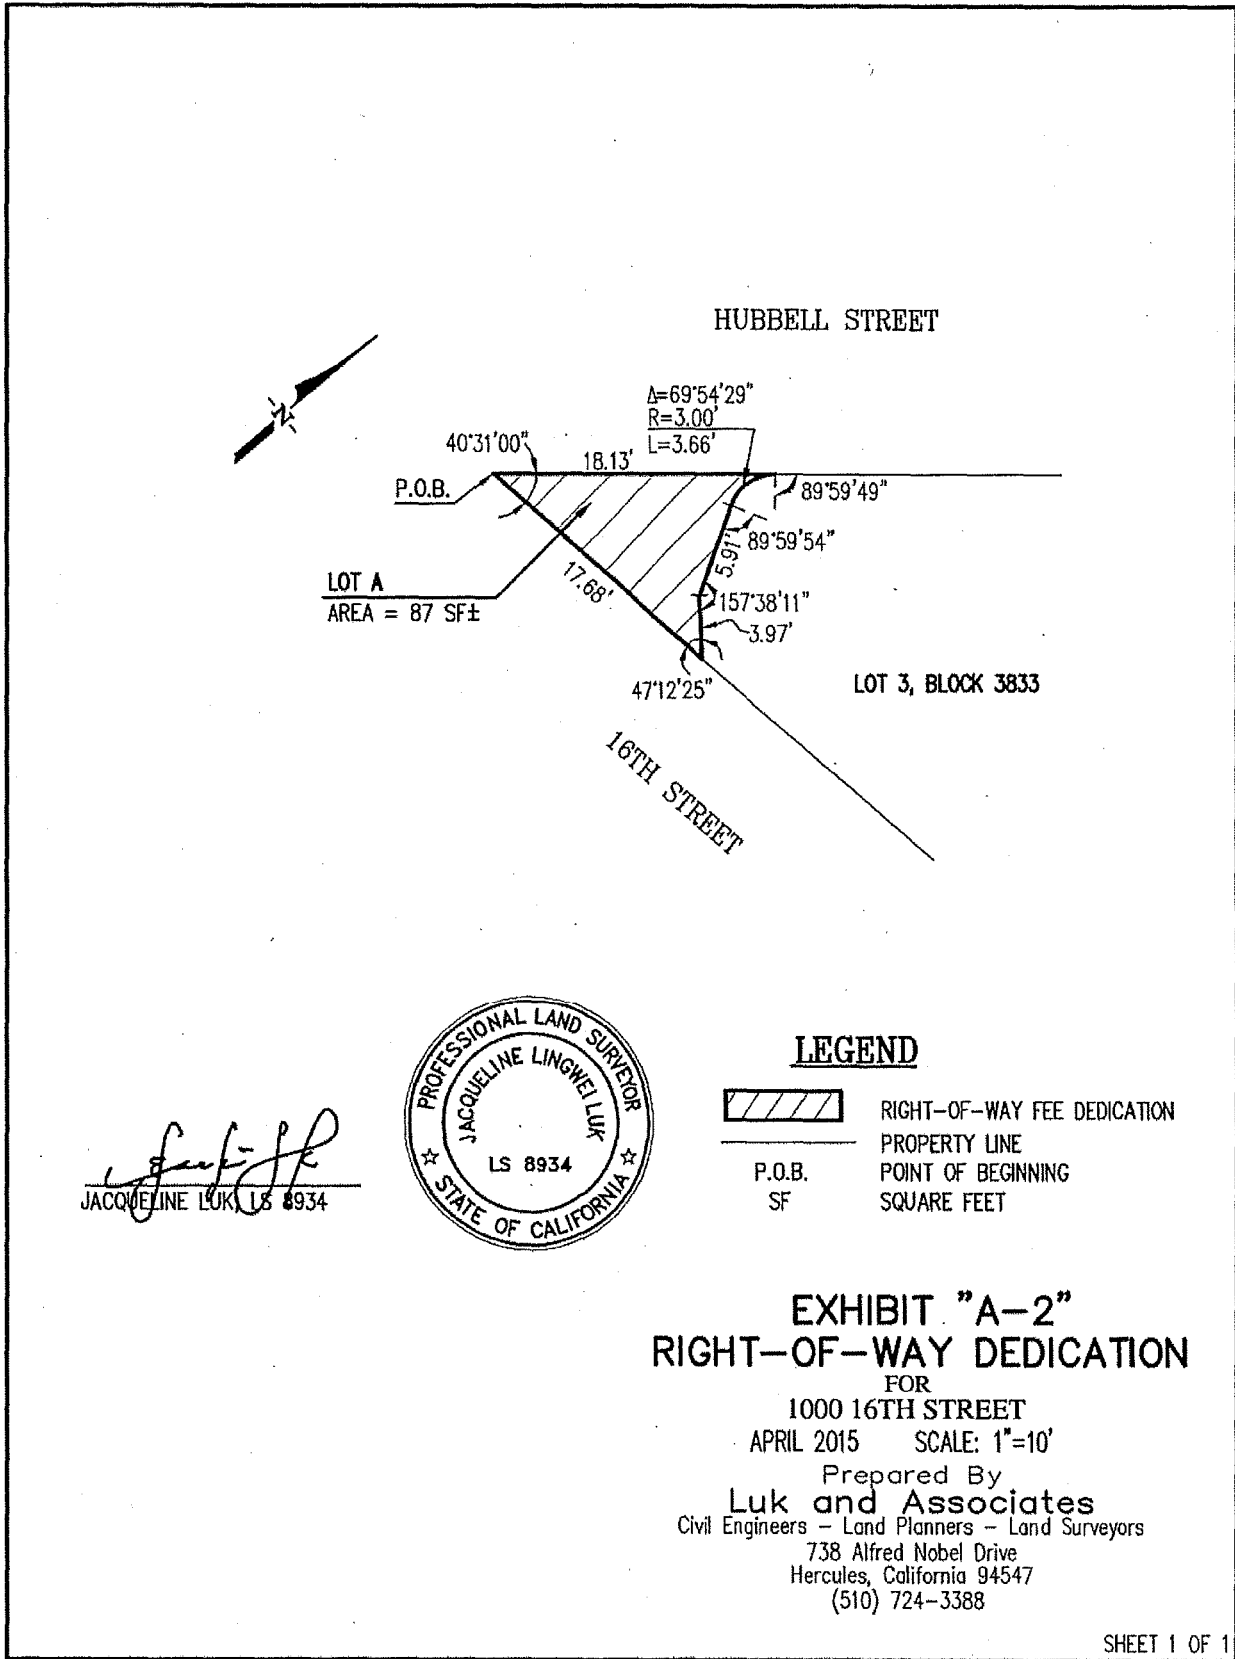 HUBBELL STREET
N
Δ=69°54'29"
R=3.00'
L=3.66'
40°31'00"
18.13'
P.O.B.
89°59'49"
89°59'54"
5.91'
17.68'
LOT A
AREA = 87 SF±
157°38'11"
3.97'
47°12'25"
LOT 3, BLOCK 3833
16TH STREET
PROFESSIONAL LAND SURVEYOR
JACQUELINE LINGWEI LUK
LS 8934
STATE OF CALIFORNIA
JACQUELINE LUK, LS 8934
LEGEND
RIGHT-OF-WAY FEE DEDICATION
PROPERTY LINE
P.O.B. POINT OF BEGINNING
SF SQUARE FEET
EXHIBIT "A-2"
RIGHT-OF-WAY DEDICATION
FOR
1000 16TH STREET
APRIL 2015 SCALE: 1"=10'
Prepared By
Luk and Associates
Civil Engineers - Land Planners - Land Surveyors
738 Alfred Nobel Drive
Hercules, California 94547
(510) 724-3388
SHEET 1 OF 1